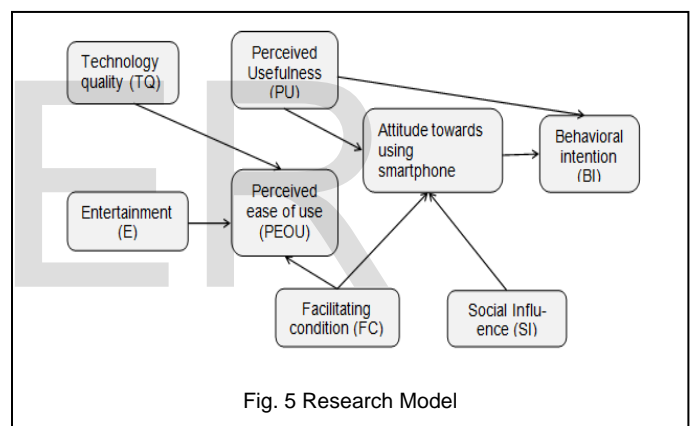 Technology
quality (TQ)
Perceived
Usefulness
(PU)
Attitude towards
using
smartphone
Behavioral
intention
(BI)
Entertainment
(E)
Perceived
ease of use
(PEOU)
Facilitating
condition (FC)
Social Influ-
ence (SI)
ER
Fig. 5 Research Model